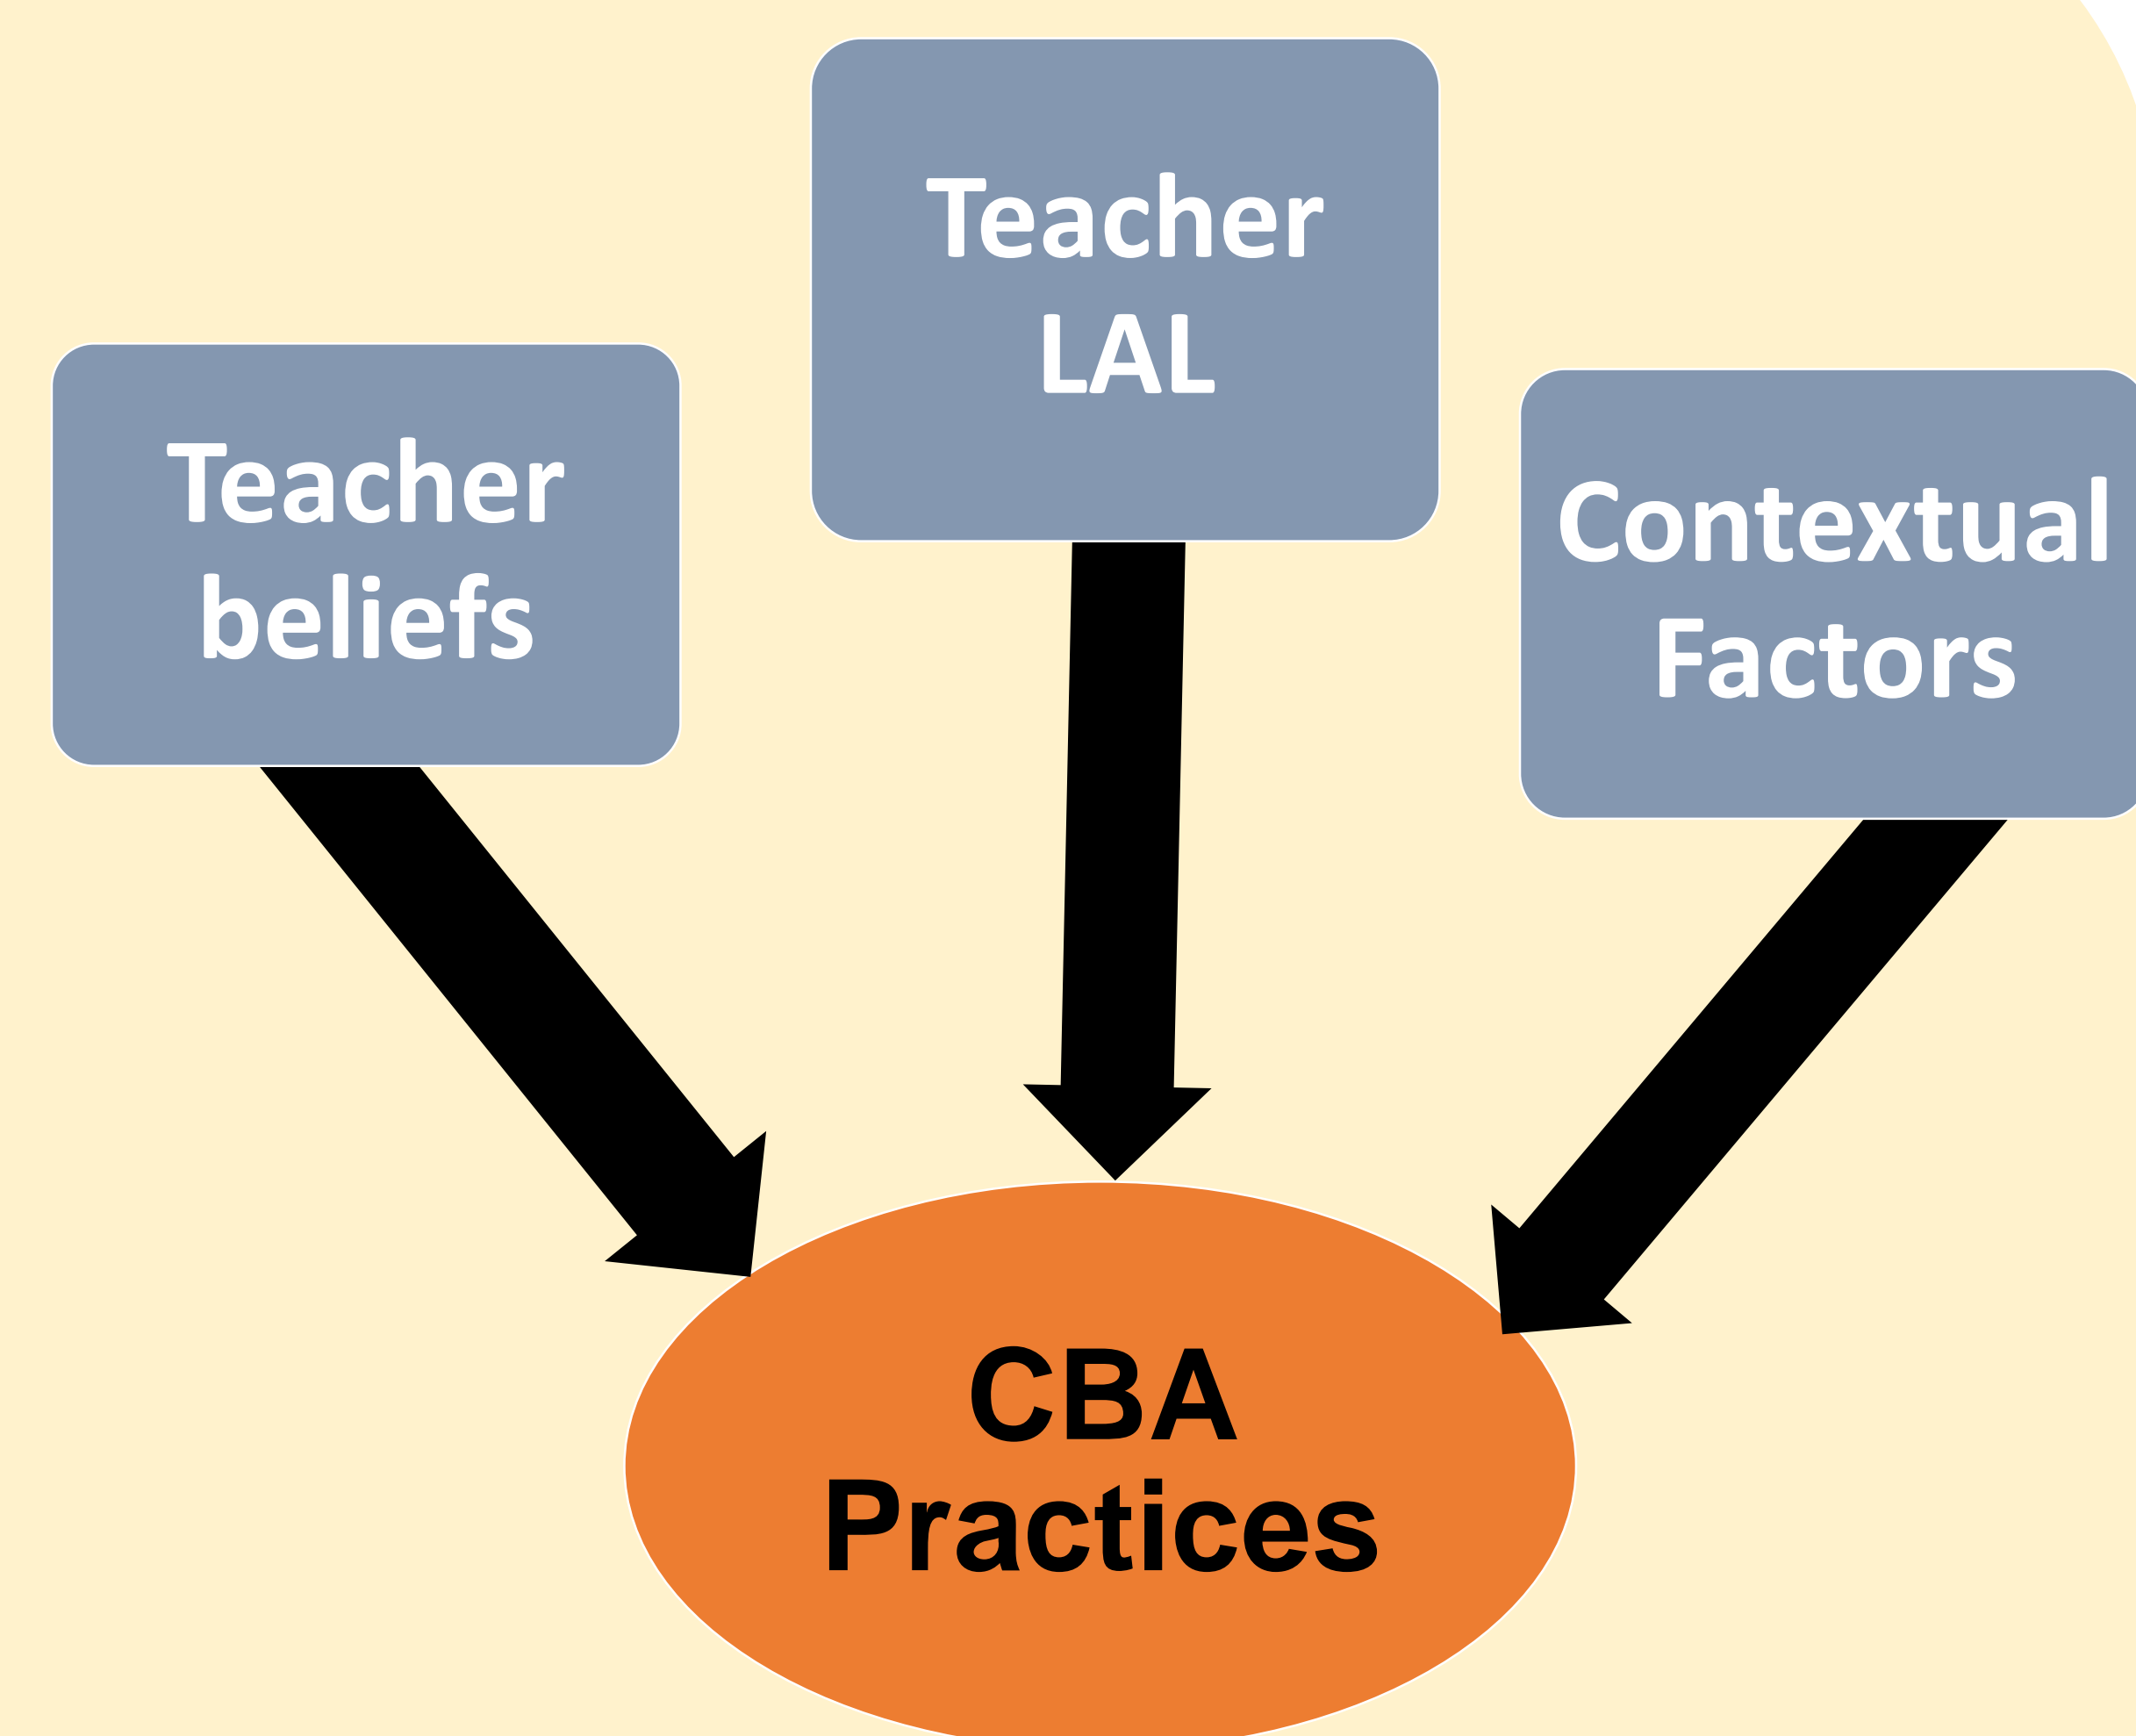 Teacher
LAL
Teacher
beliefs
Contextual
Factors
CBA
Practices